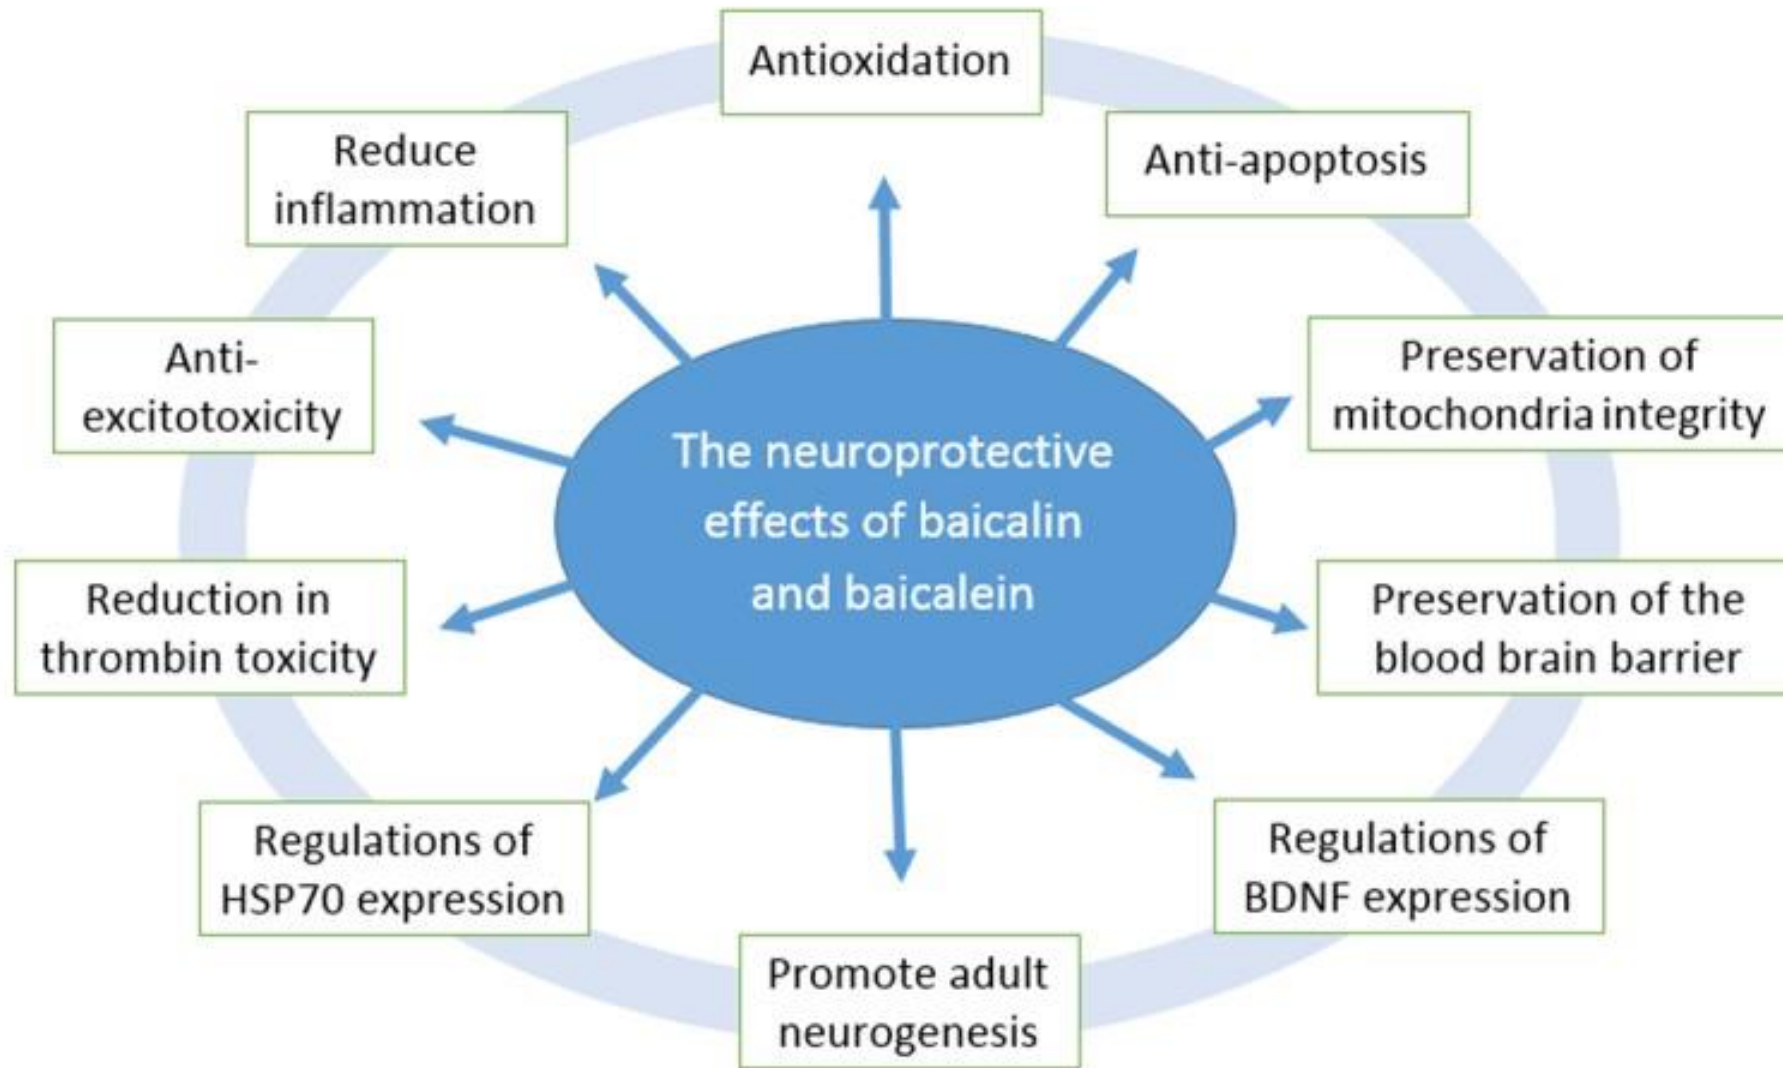 Antioxidation
Anti-apoptosis
Preservation of
mitochondria integrity
Preservation of the
blood brain barrier
Regulations of
BDNF expression
Promote adult
neurogenesis
Regulations of
HSP70 expression
Reduction in
thrombin toxicity
Anti-
excitotoxicity
Reduce
inflammation
The neuroprotective
effects of baicalin
and baicalein